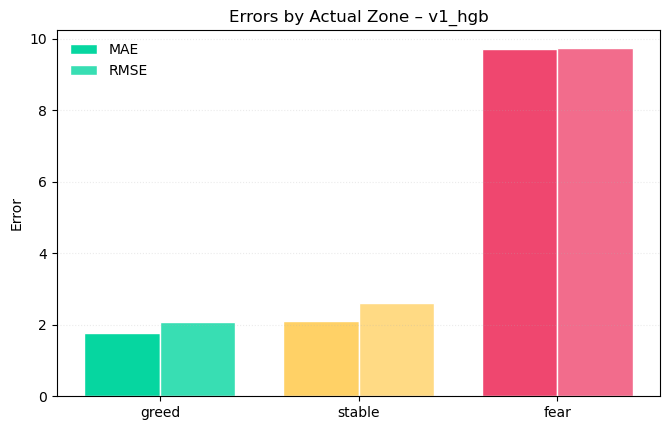 Errors by Actual Zone – v1_hgb
MAE
RMSE
Error
10
8
6
4
2
0
greed
stable
fear